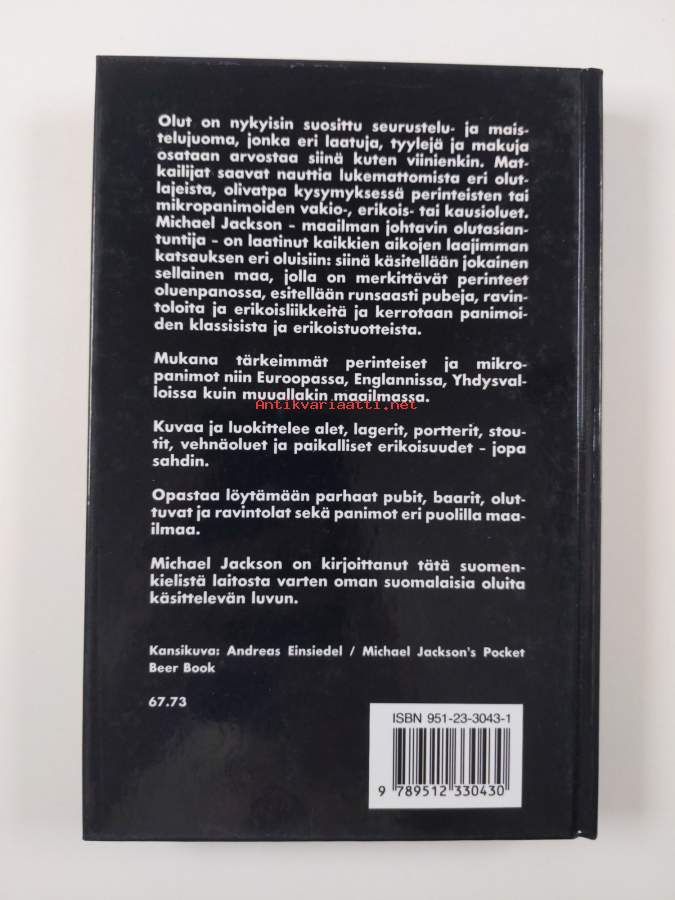 Olut on nykyisin suosittu seurustelu- ja mais-
telujuoma, jonka eri laatuja, tyylejä ja makuja
osataan arvostaa siinä kuten viinienkin. Mat-
kailijat saavat nauttia lukemattomista eri olut-
lajeista, olivatpa kysymyksessä perinteisten tai
mikropanimoiden vakio-, erikois- tai kausioluet.
Michael Jackson - maailman johtavin olutasian-
tuntija - on laatinut kaikkien aikojen laajimman
katsauksen eri oluisiin: siinä käsitellään jokainen
sellainen maa, jolla on merkittävät perinteet
oluenpanossa, esitellään runsaasti pubeja, ravin-
toloita ja erikoisliikkeitä ja kerrotaan panimoi-
den klassisista ja erikoistuotteista.
Mukana tärkeimmät perinteiset ja mikro-
panimot niin Euroopassa, Englannissa, Yhdysval-
loissa kuin muuallakin maailmassa.
Antikvariaatti.net
Kuvaa ja luokittelee alet, lagerit, portterit, stou-
tit, vehnäoluet ja paikalliset erikoisuudet - jopa
sahdin.
Opastaa löytämään parhaat pubit, baarit, olut-
tuvat ja ravintolat sekä panimot eri puolilla maa-
ilmaa.
Michael Jackson on kirjoittanut tätä suomen-
kielistä laitosta varten oman suomalaisia oluita
käsittelevän luvun.
Kansikuva: Andreas Einsiedel / Michael Jackson's Pocket
Beer Book
67.73
ISBN 951-23-3043-1
9 789512 330430